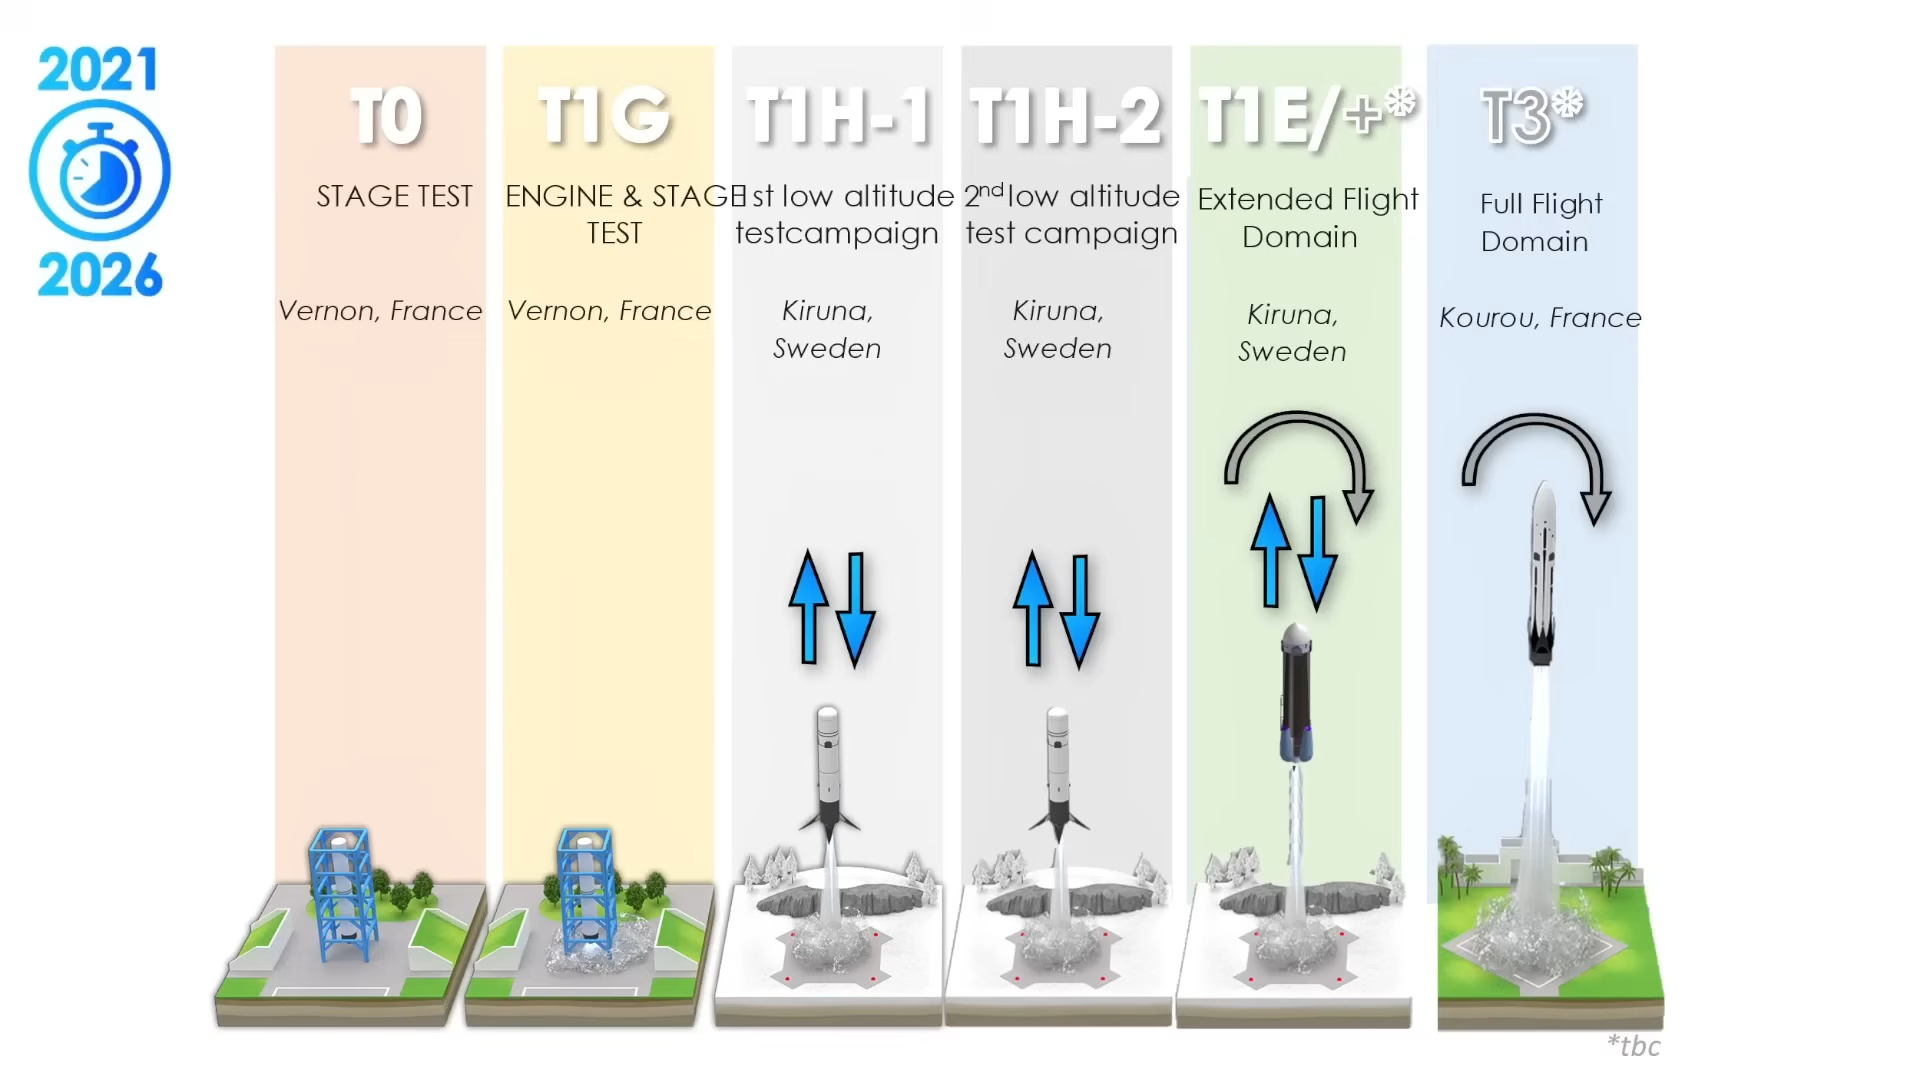 2021
2026
T0
STAGE TEST
Vernon, France
T1G
ENGINE & STAGE
TEST
Vernon, France
T1H-1
1st low altitude
testcampaign
Kiruna,
Sweden
T1H-2
2nd low altitude
test campaign
Kiruna,
Sweden
T1E/+*
Extended Flight
Domain
Kiruna,
Sweden
T3*
Full Flight
Domain
Kourou, France
*tbc